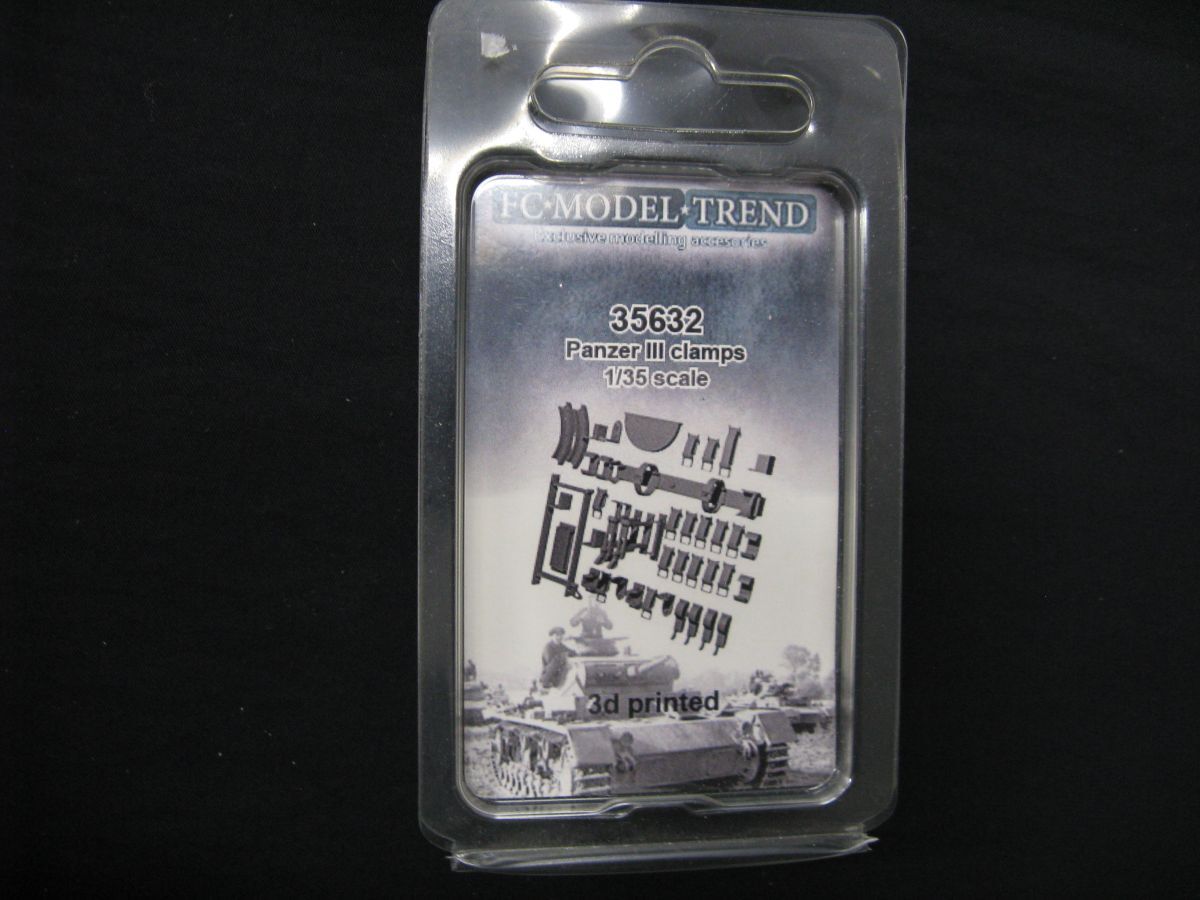 FC★MODEL★TREND
Exclusive modelling accesories
35632
Panzer III clamps
1/35 scale
3d printed